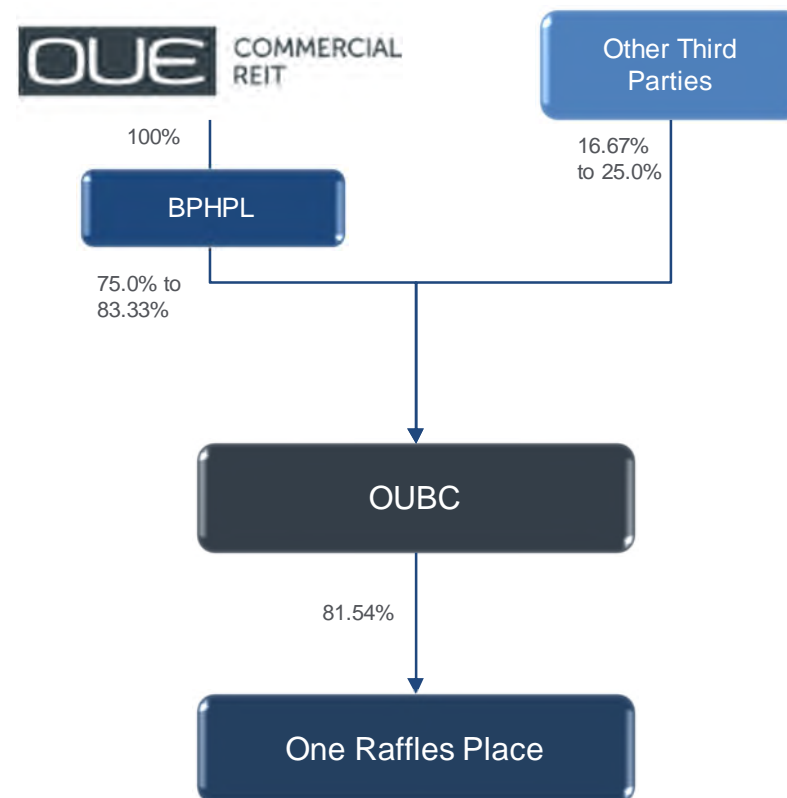 OUE
COMMERCIAL
REIT
Other Third
Parties
100%
16.67%
to 25.0%
BPHPL
75.0% to
83.33%
OUBC
81.54%
One Raffles Place